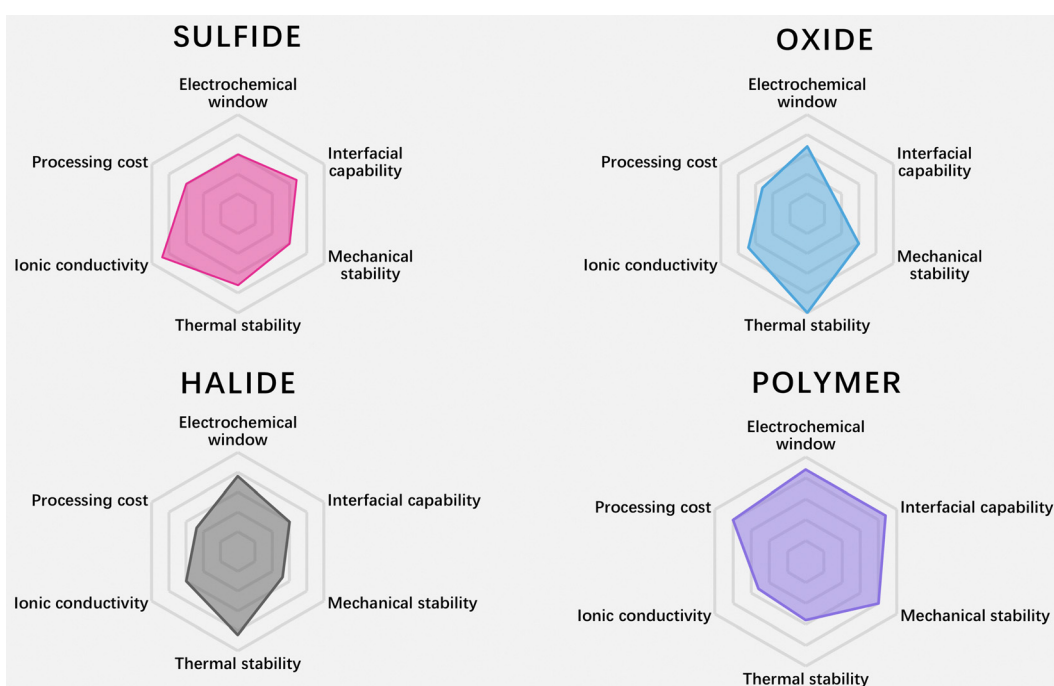 SULFIDE
Electrochemical
window
Processing cost
Interfacial
capability
Ionic conductivity
Mechanical
stability
Thermal stability
OXIDE
Electrochemical
window
Processing cost
Interfacial
capability
Ionic conductivity
Mechanical
stability
Thermal stability
HALIDE
Electrochemical
window
Processing cost
Interfacial capability
Ionic conductivity
Mechanical stability
Thermal stability
POLYMER
Electrochemical
window
Processing cost
Interfacial capability
Ionic conductivity
Mechanical stability
Thermal stability